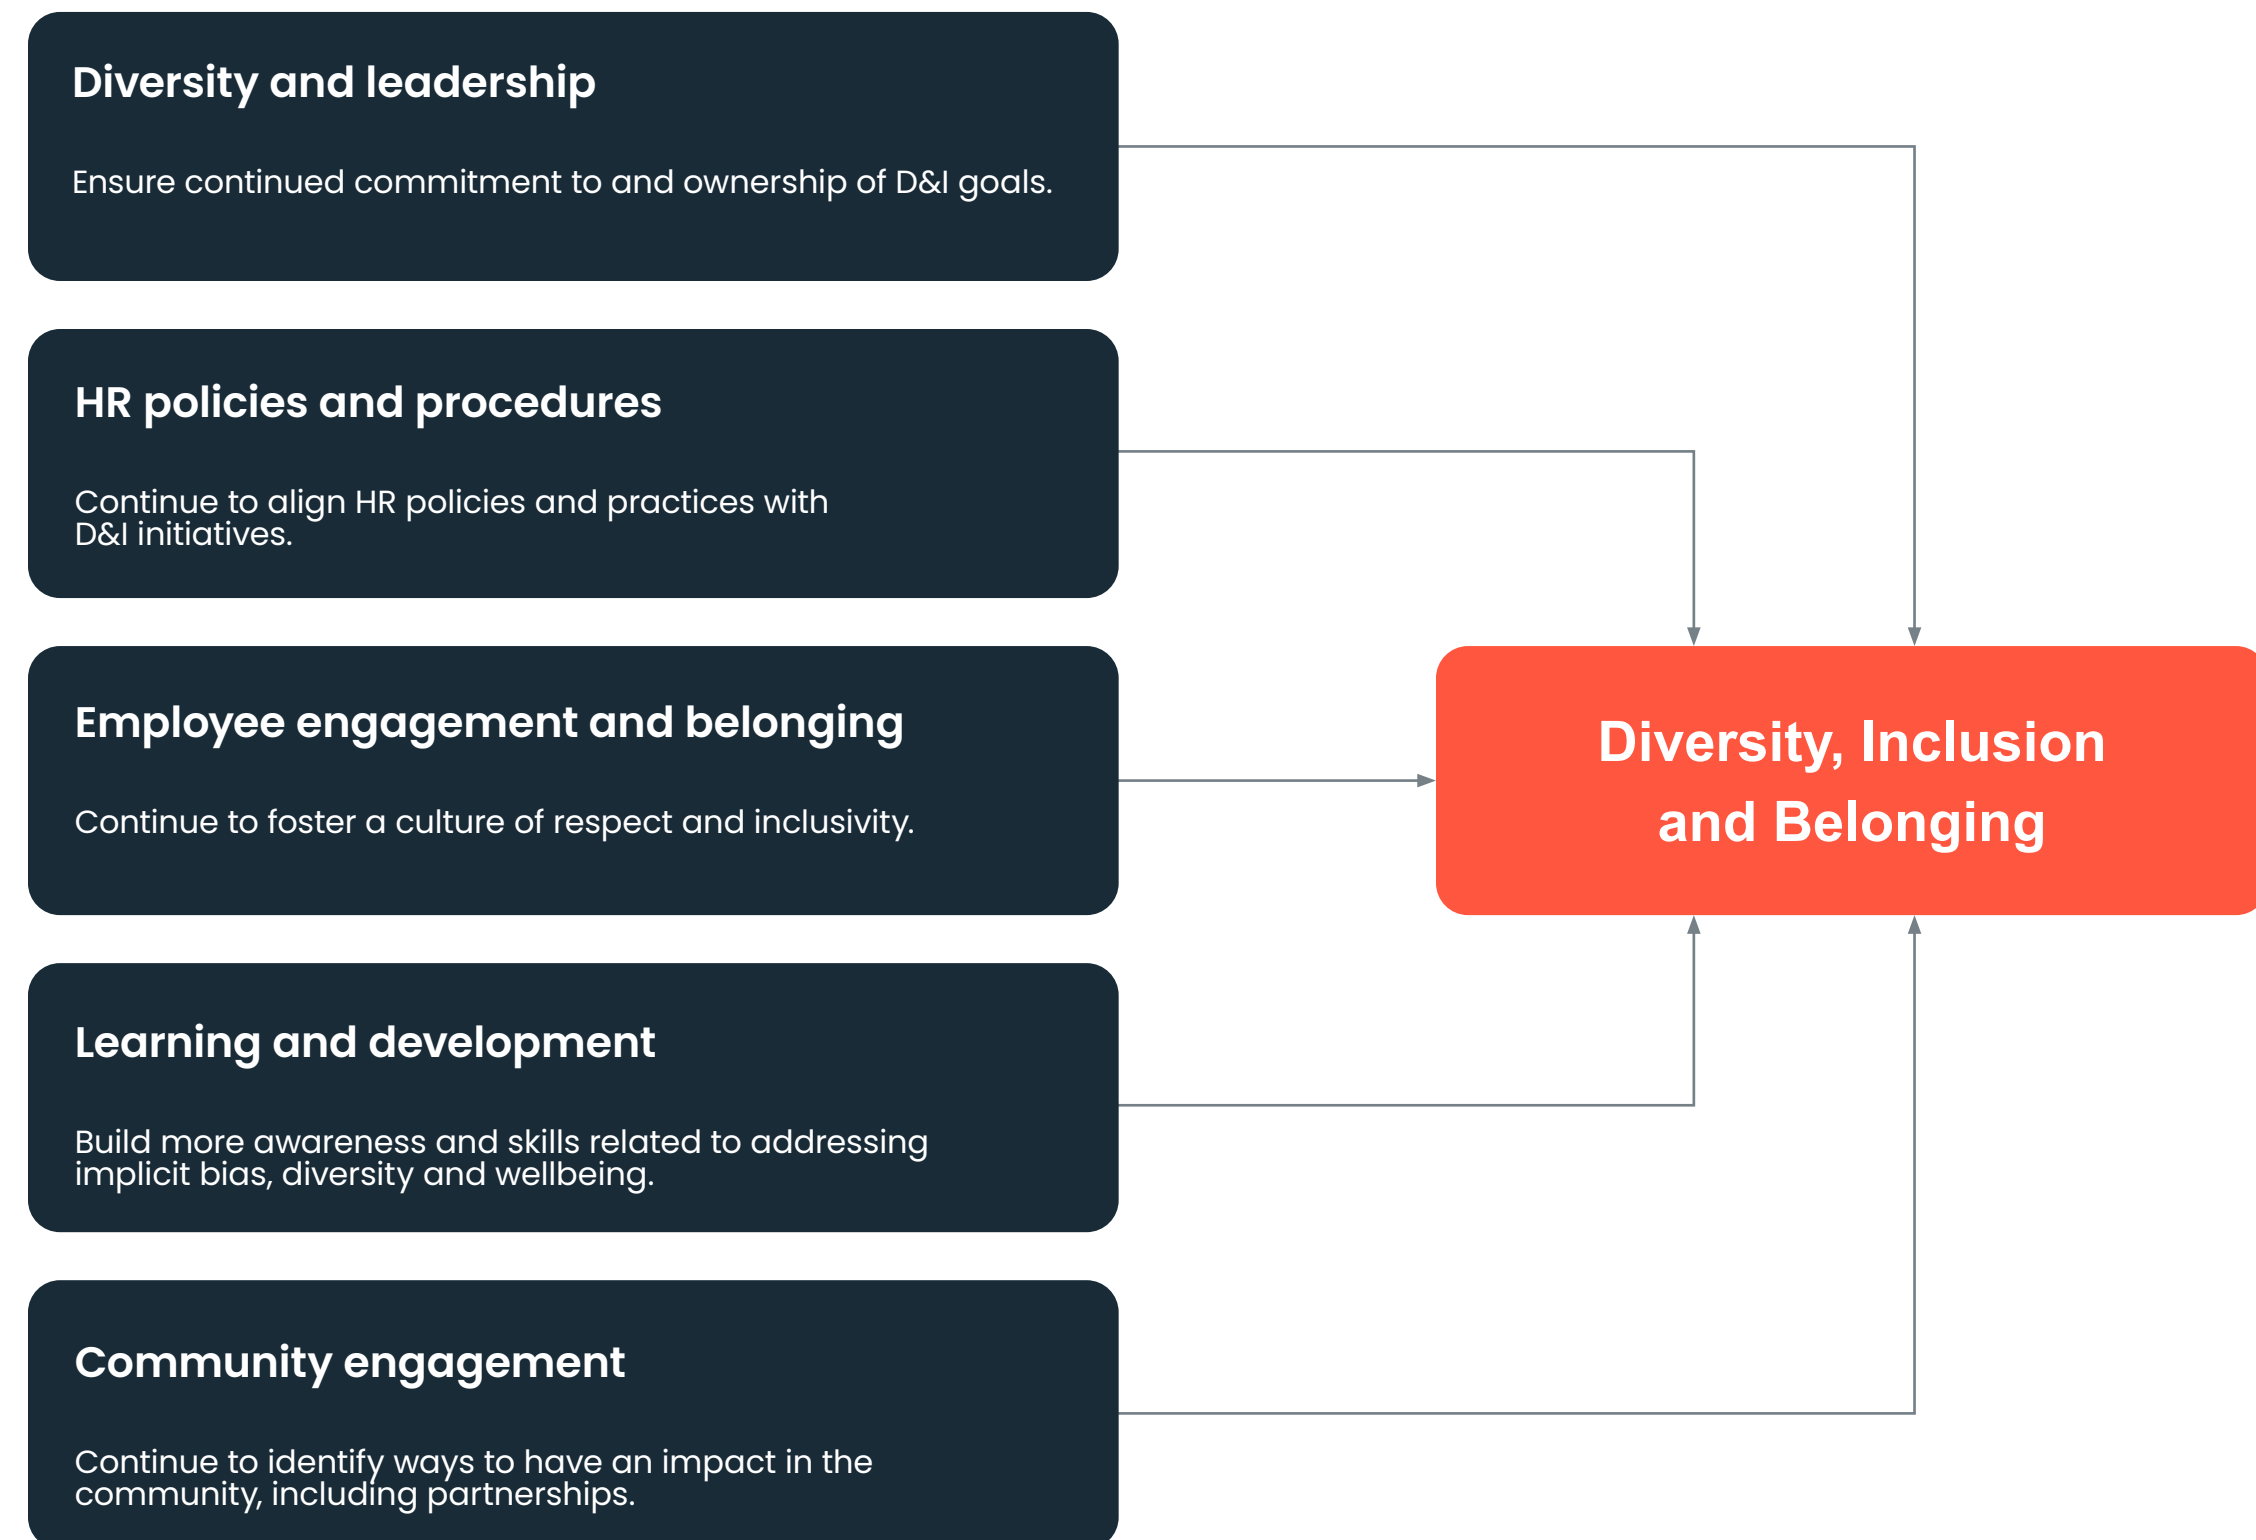 Diversity and leadership
Ensure continued commitment to and ownership of D&I goals.
HR policies and procedures
Continue to align HR policies and practices with
D&I initiatives.
Employee engagement and belonging
Continue to foster a culture of respect and inclusivity.
Diversity, Inclusion
and Belonging
Learning and development
Build more awareness and skills related to addressing
implicit bias, diversity and wellbeing.
Community engagement
Continue to identify ways to have an impact in the
community, including partnerships.